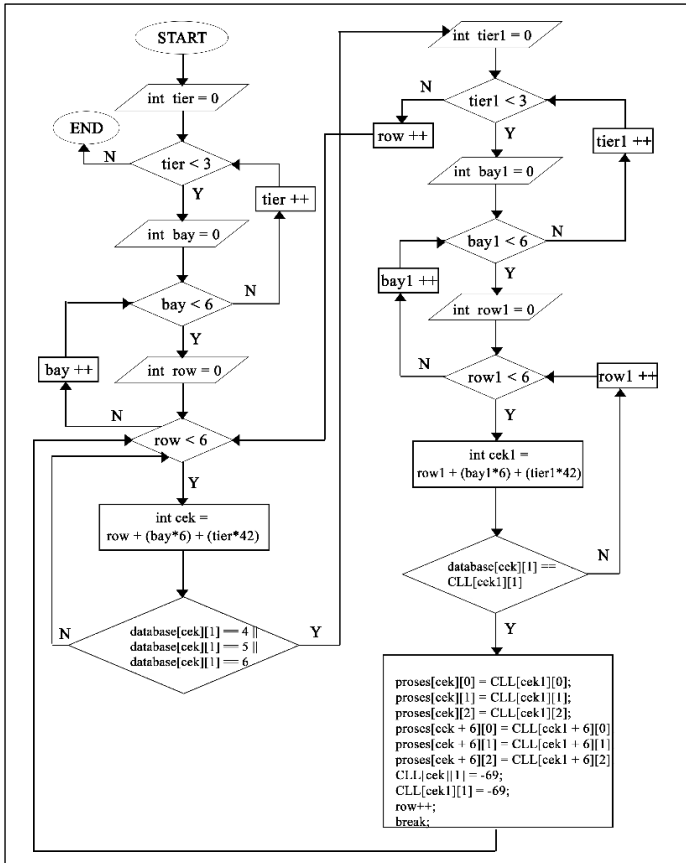 START
int tier = 0
END
N
tier < 3
Y
tier ++
int bay = 0
bay < 6
N
Y
bay ++
int row = 0
N
row < 6
Y
int cek =
row + (bay*6) + (tier*42)
N
database[cek][1] == 4 ||
database[cek][1] == 5 ||
database[cek][1] == 6
Y
int tier1 = 0
N
tier1 < 3
row ++
Y
tier1 ++
int bay1 = 0
bay1 < 6
N
bay1 ++
Y
int row1 = 0
N
row1 < 6
row1 ++
Y
int cek1 =
row1 + (bay1*6) + (tier1*42)
database[cek][1] ==
CLL[cek1][1]
N
Y
proses[cek][0] = CLL[cek1][0];
proses[cek][1] = CLL[cek1][1];
proses[cek][2] = CLL[cek1][2];
proses[cek + 6][0] = CLL[cek1 + 6][0]
proses[cek + 6][1] = CLL[cek1 + 6][1]
proses[cek + 6][2] = CLL[cek1 + 6][2]
CLL[cek][1] = -69;
CLL[cek1][1] = -69;
row++;
break;